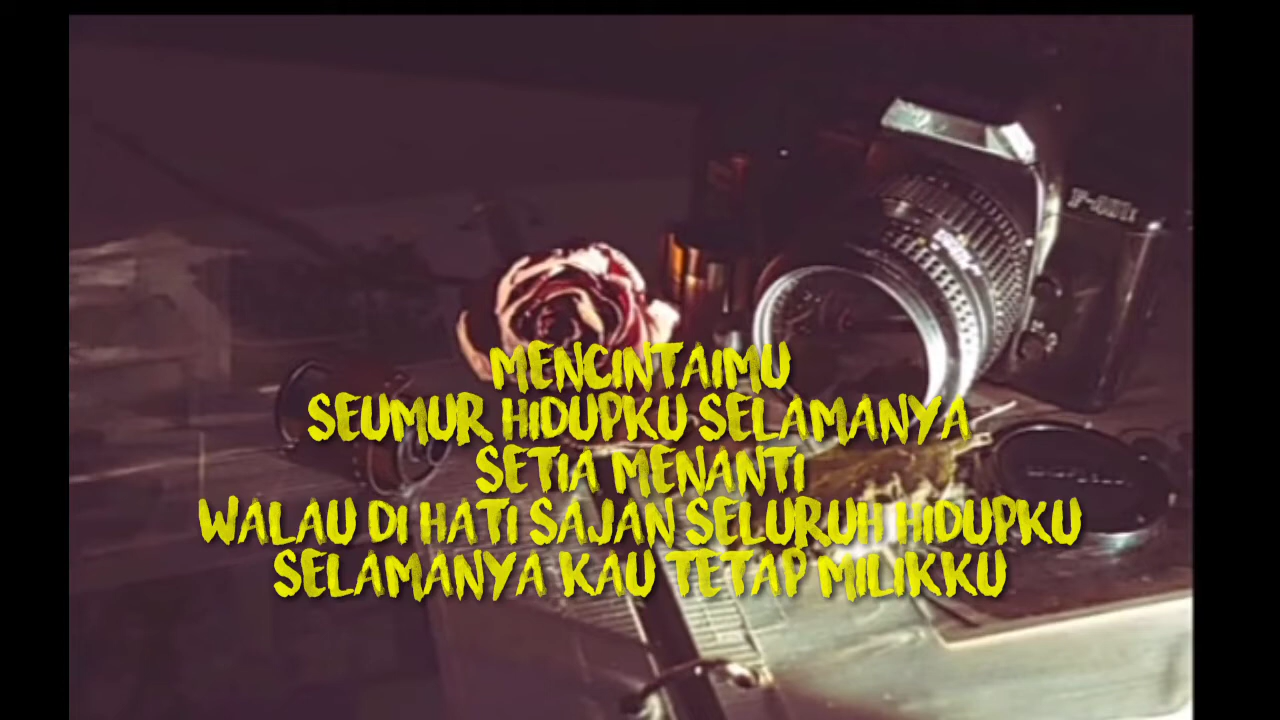 MENCINTAIMU
SEUMUR HIDUPKU SELAMANYA
SETIA MENANTI
WALAU DI HATI SAJAN SELURUH HIDUPKU
SELAMANYA KAU TETAP MILIKKU